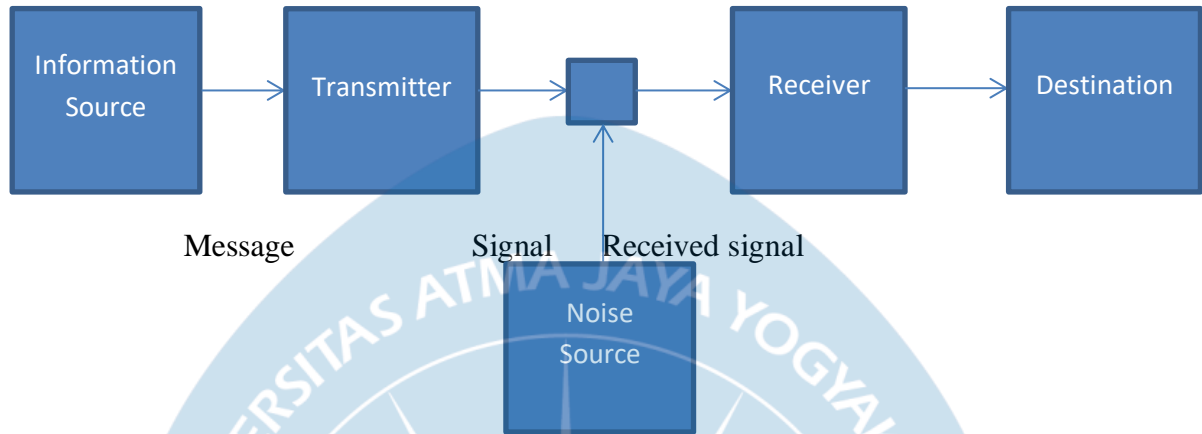 Information
Source
Transmitter
Receiver
Destination
Message Signal Received signal
Noise
Source
ERSITAS ATMA JAYA YOGYA